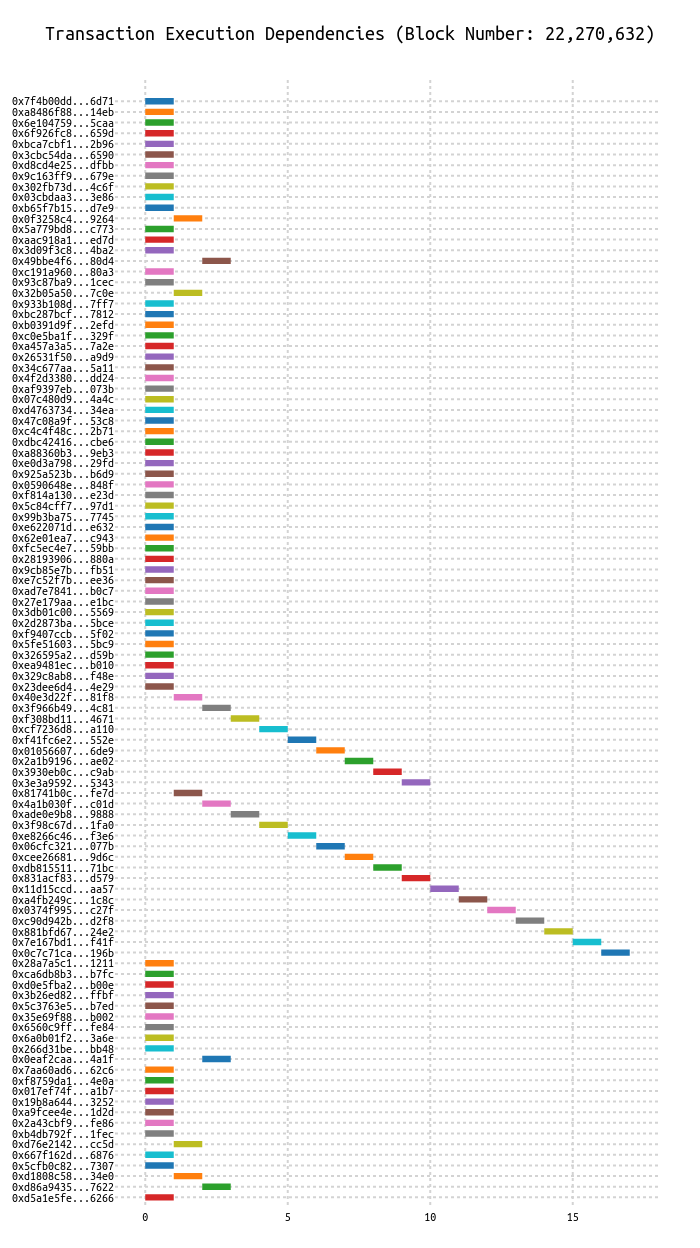 Transaction Execution Dependencies (Block Number: 22,270,632)
0x7f4b00dd...6d71
0xa8486f88...14eb
0x6e104759...5caa
0x6f926fc8...659d
0xbca7cbf1...2b96
0x3cbc54da...6590
0xd8cd4e25...dfbb
0x9c163ff9...679e
0x302fb73d...4c6f
0x03cbdaa3...3e86
0xb65f7b15...d7e9
0x0f3258c4...9264
0x5a779bd8...c773
0xaac918a1...ed7d
0x3d09f3c8...4ba2
0x49bbe4f6...80d4
0xc191a960...80a3
0x93c87ba9...1cec
0x32b05a50...7c0e
0x933b108d...7ff7
0xbc287bcf...7812
0xb0391d9f...2efd
0xc0e5ba1f...329f
0xa457a3a5...7a2e
0x26531f50...a9d9
0x34c677aa...5a11
0x4f2d3380...dd24
0xaf9397eb...073b
0x07c480d9...4a4c
0xd4763734...34ea
0x47c08a9f...53c8
0xc4c4f48c...2b71
0xdbc42416...cbe6
0xa88360b3...9eb3
0xe0d3a798...29fd
0x925a523b...b6d9
0x0590648e...848f
0xf814a130...e23d
0x5c84cff7...97d1
0x99b3ba75...7745
0xe622071d...e632
0x62e01ea7...c943
0xfc5ec4e7...59bb
0x28193906...880a
0x9cb85e7b...fb51
0xe7c52f7b...ee36
0xad7e7841...b0c7
0x27e179aa...e1bc
0x3db01c00...5569
0x2d2873ba...5bce
0xf9407ccb...5f02
0x5fe51603...5bc9
0x326595a2...d59b
0xea9481ec...b010
0x329c8ab8...f48e
0x23dee6d4...4e29
0x40e3d22f...81f8
0x3f966b49...4c81
0xf308bd11...4671
0xcf7236d8...a110
0xf41fc6e2...552e
0x01056607...6de9
0x2a1b9196...ae02
0x3930eb0c...c9ab
0x3e3a9592...5343
0x81741b0c...fe7d
0x4a1b030f...c01d
0xade0e9b8...9888
0x3f98c67d...1fa0
0xe8266c46...f3e6
0x06cfc321...077b
0xcee26681...9d6c
0xdb815511...71bc
0x831acf83...d579
0x11d15ccd...aa57
0xa4fb249c...1c8c
0x0374f995...c27f
0xc90d942b...d2f8
0x881bfd67...24e2
0x7e167bd1...f41f
0x0c7c71ca...196b
0x28a7a5c1...1211
0xca6db8b3...b7fc
0xd0e5fba2...b00e
0x3b26ed82...ffbf
0x5c3763e5...b7ed
0x35e69f88...b002
0x6560c9ff...fe84
0x6a0b01f2...3a6e
0x266d31be...bb48
0x0eaf2caa...4a1f
0x7aa60ad6...62c6
0xf8759da1...4e0a
0x017ef74f...a1b7
0x19b8a644...3252
0xa9fcee4e...1d2d
0x2a43cbf9...fe86
0xb4db792f...1fec
0xd76e2142...cc5d
0x667f162d...6876
0x5cfb0c82...7307
0xd1808c58...34e0
0xd86a9435...7622
0xd5a1e5fe...6266
0 5 10 15